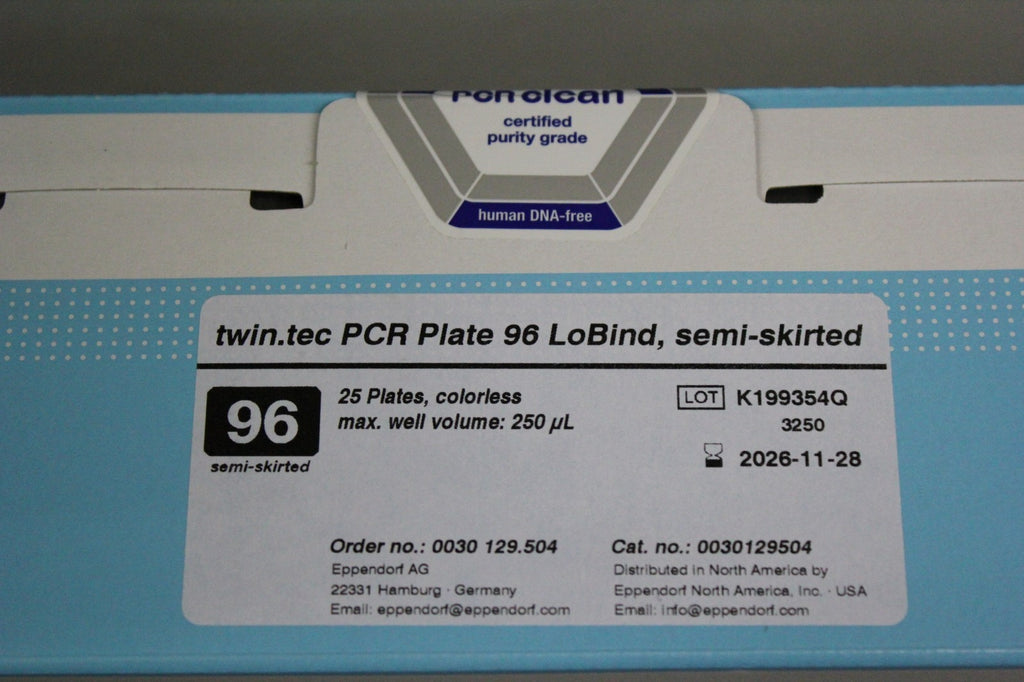 PCR clean
certified
purity grade
human DNA-free
twin.tec PCR Plate 96 LoBind, semi-skirted
96
semi-skirted
25 Plates, colorless
max. well volume: 250 µL
LOT K199354Q
3250
2026-11-28
Order no.: 0030 129.504
Eppendorf AG
22331 Hamburg · Germany
Email: eppendorf@eppendorf.com
Cat. no.: 0030129504
Distributed in North America by
Eppendorf North America, Inc. · USA
Email: info@eppendorf.com